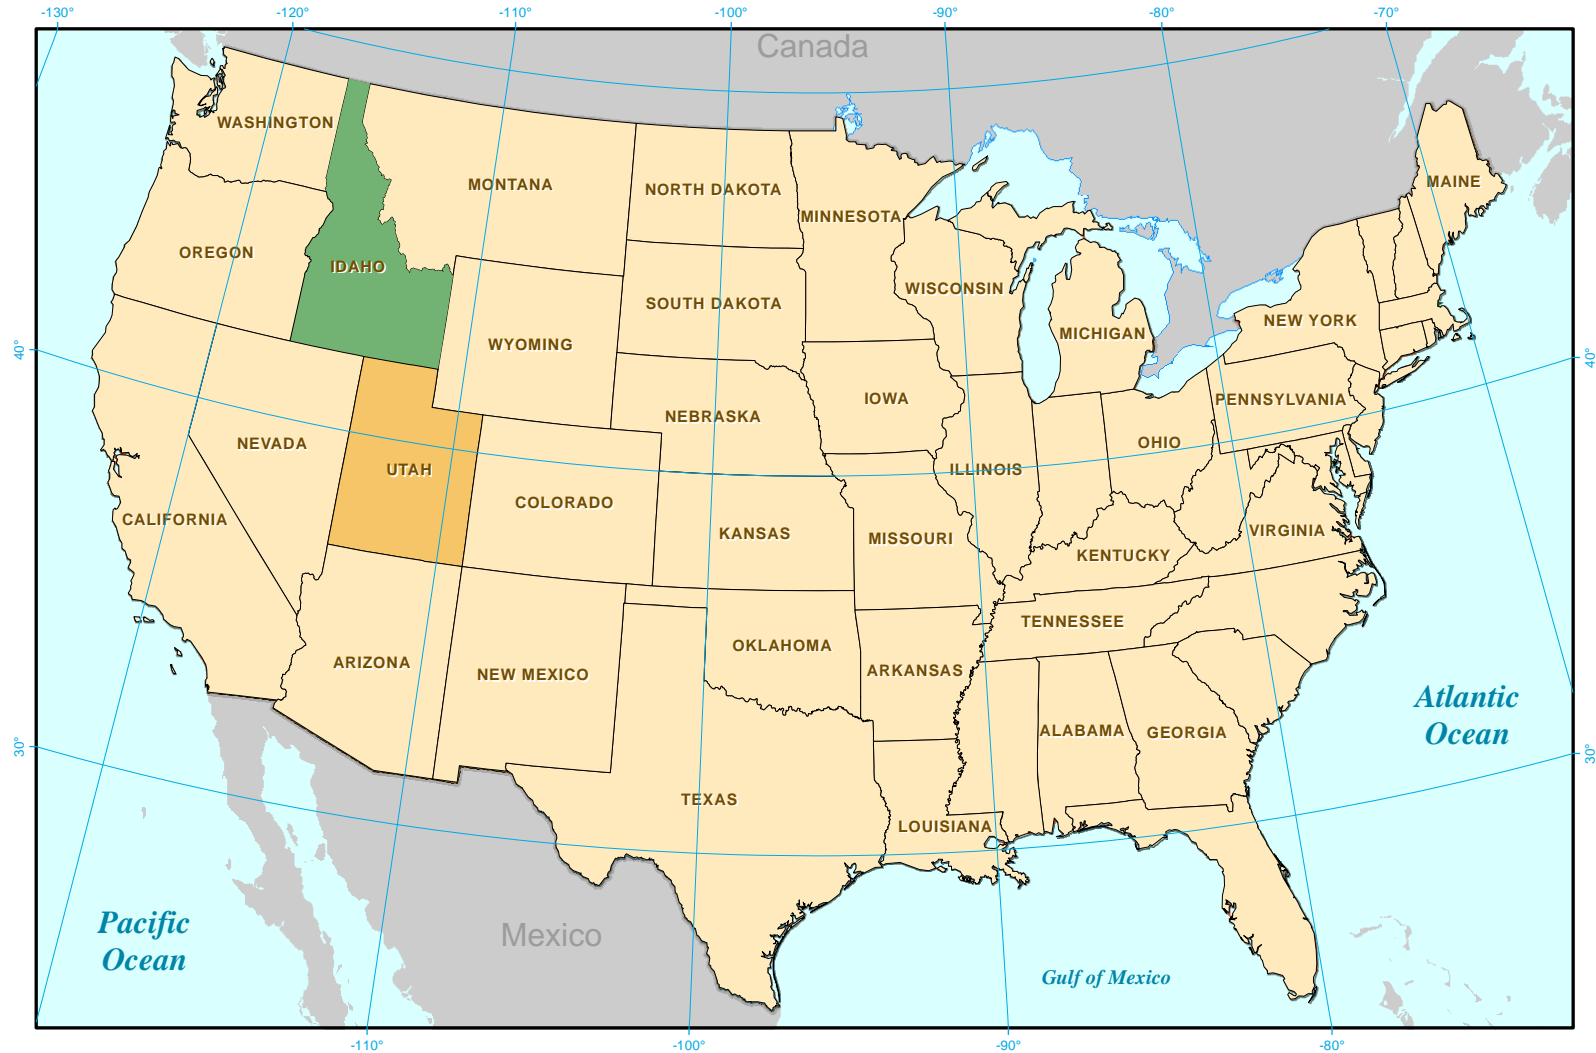 -130°
-120°
-110°
-100°
-90°
-80°
-70°
Canada
WASHINGTON
MAINE
MONTANA
NORTH DAKOTA
MINNESOTA
OREGON
IDAHO
WISCONSIN
SOUTH DAKOTA
NEW YORK
MICHIGAN
WYOMING
40°
40°
IOWA
PENNSYLVANIA
NEBRASKA
NEVADA
OHIO
UTAH
ILLINOIS
COLORADO
CALIFORNIA
KANSAS
VIRGINIA
MISSOURI
KENTUCKY
TENNESSEE
OKLAHOMA
ARIZONA
ARKANSAS
NEW MEXICO
Atlantic
Ocean
ALABAMA
GEORGIA
30°
30°
TEXAS
LOUISIANA
Pacific
Ocean
Mexico
Gulf of Mexico
-110°
-100°
-90°
-80°